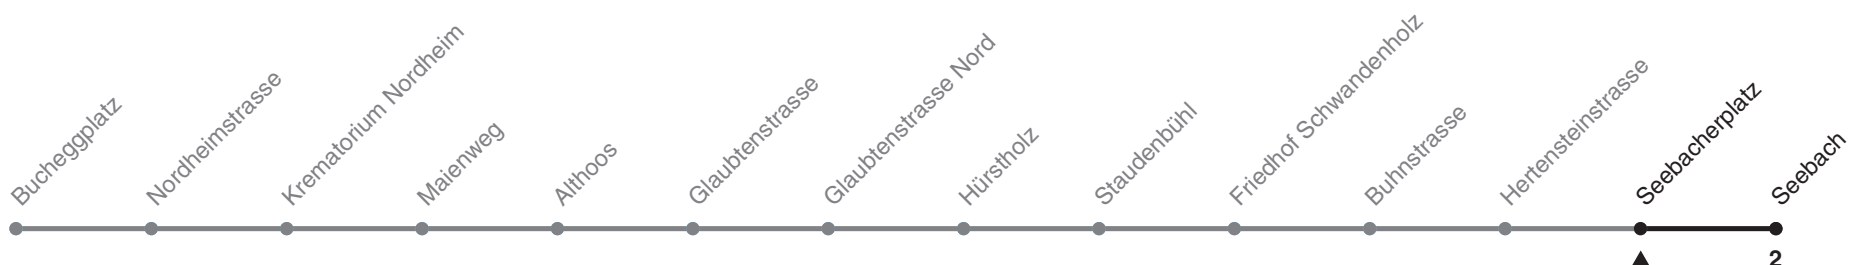 Bucheggplatz
Nordheimstrasse
Krematorium Nordheim
Maienweg
Althoos
Glaubtenstrasse
Glaubtenstrasse Nord
Hürstholz
Staudenbühl
Friedhof Schwandenholz
Buhnstrasse
Hertensteinstrasse
Seebacherplatz
Seebach
2